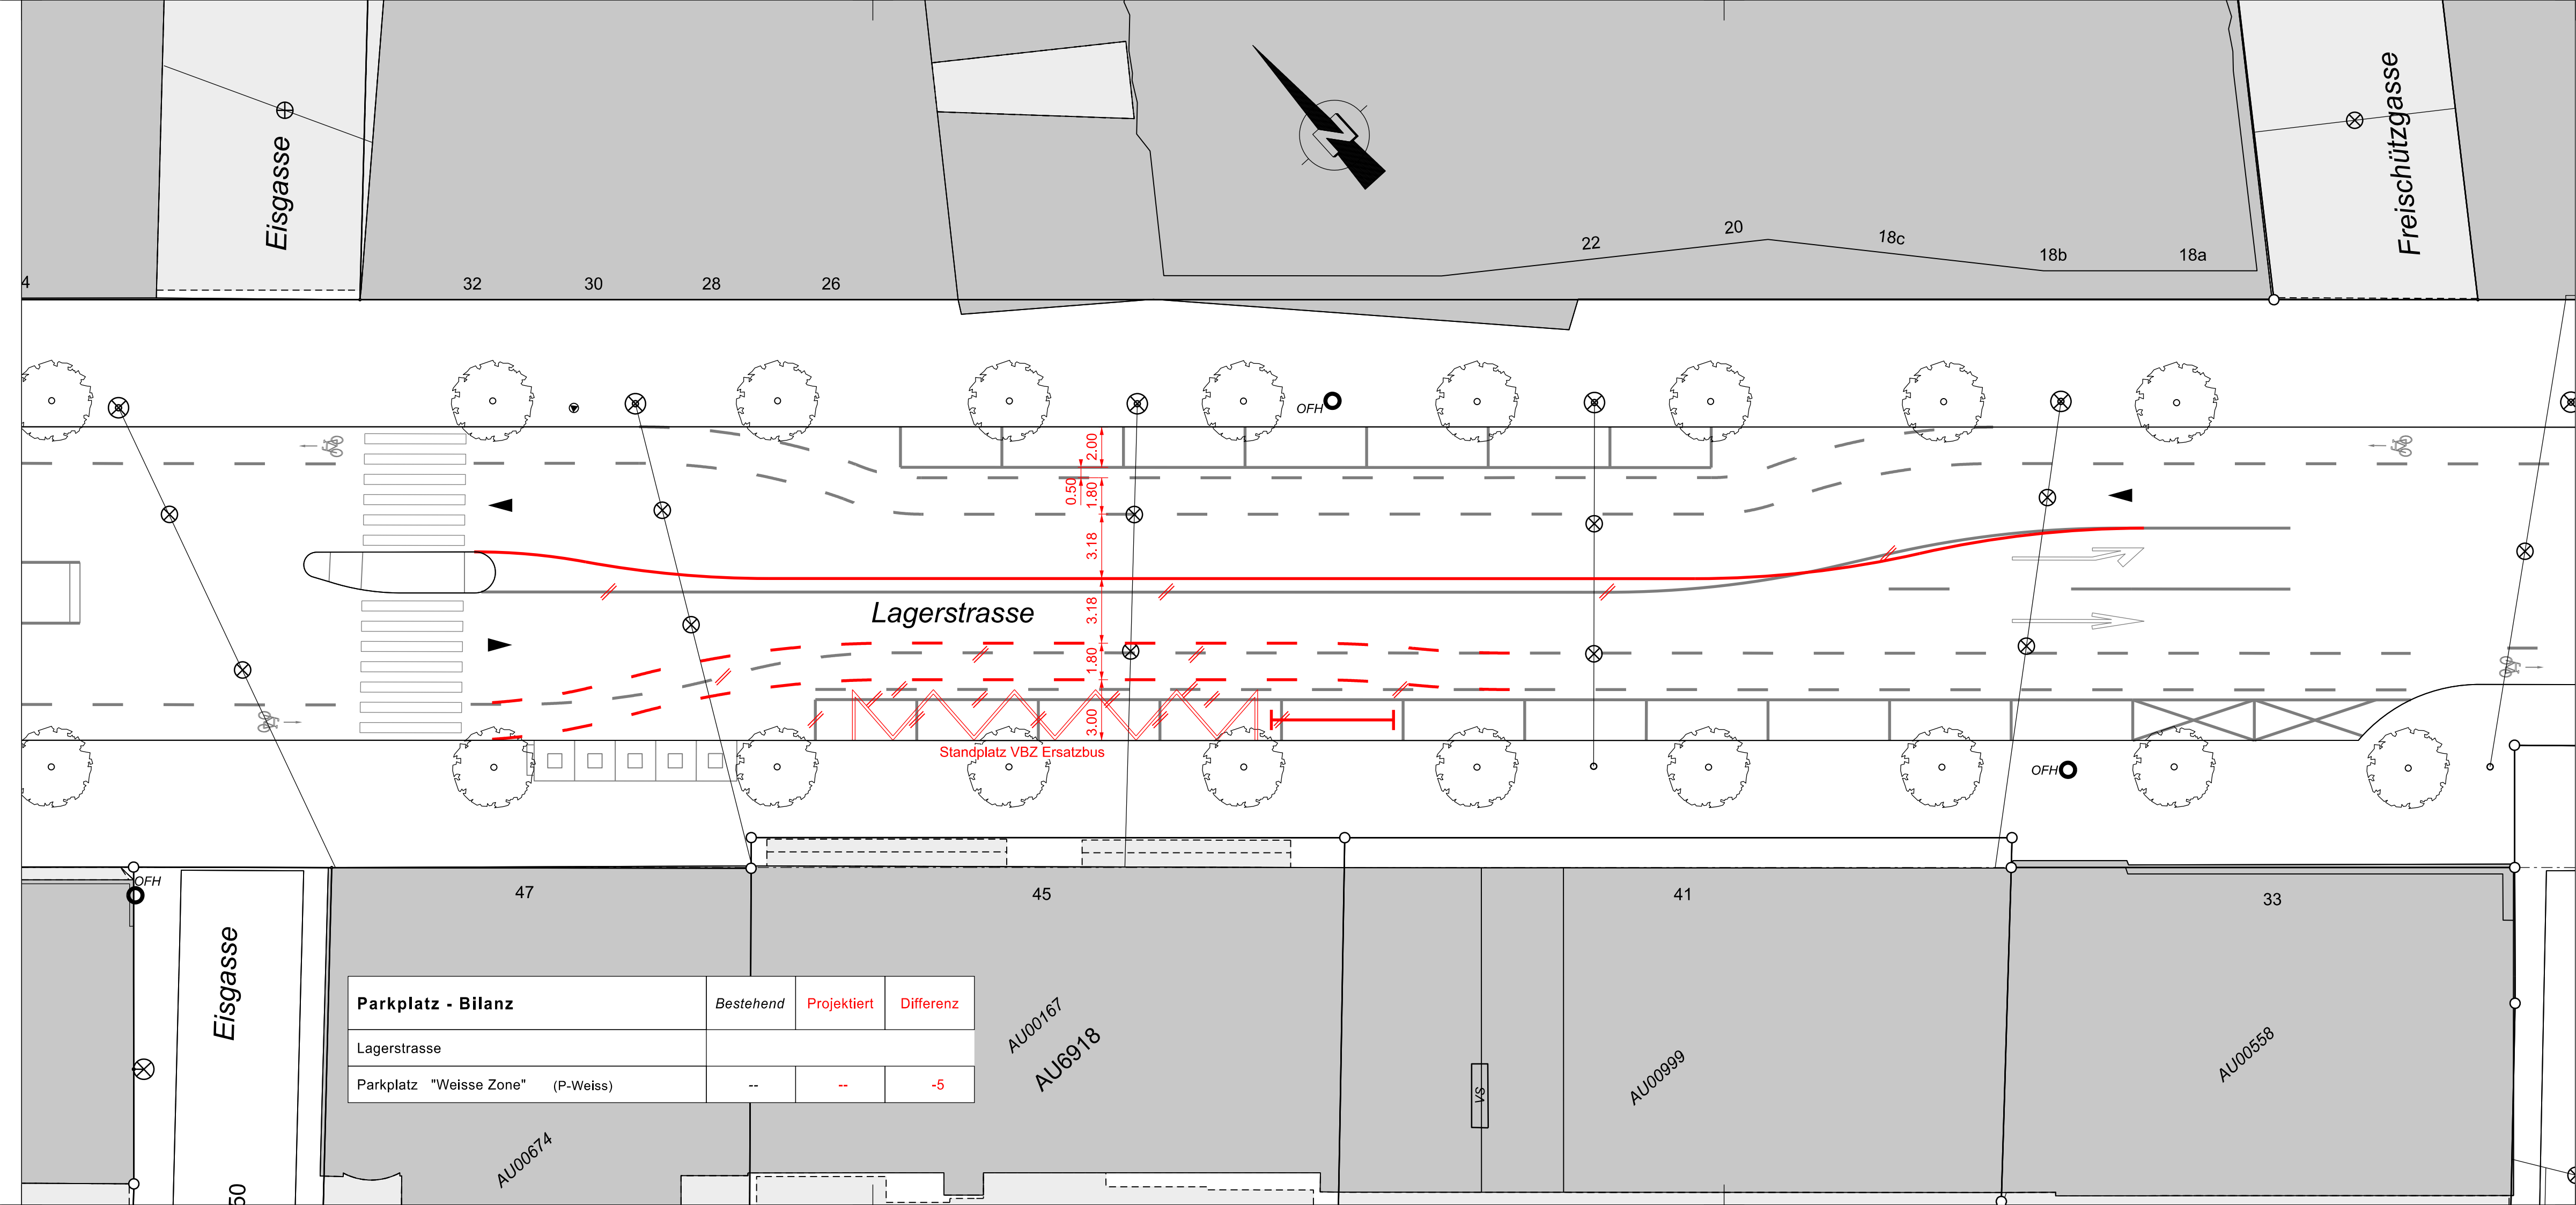 Eisgasse
Freischützgasse
N
4
32
30
28
26
22
20
18c
18b
18a
OFH
2.00
0.50
1.80
3.18
Lagerstrasse
3.18
1.80
3.00
Standplatz VBZ Ersatzbus
OFH
OFH
47
45
41
33
Eisgasse
50
Parkplatz - Bilanz Bestehend Projektiert Differenz
Lagerstrasse
Parkplatz "Weisse Zone" (P-Weiss) -- -- -5
AU00167
AU6918
VS
AU00999
AU00558
AU00674